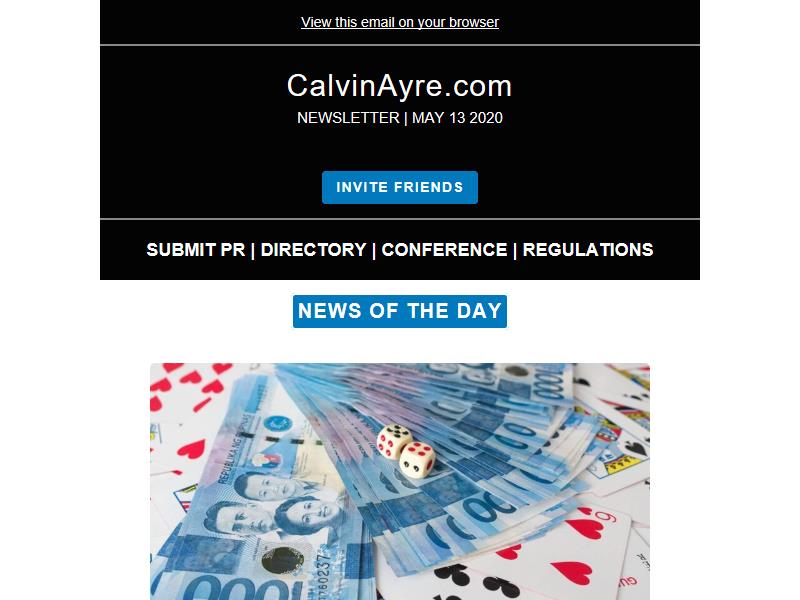 View this email on your browser
CalvinAyre.com
NEWSLETTER | MAY 13 2020
INVITE FRIENDS
SUBMIT PR | DIRECTORY | CONFERENCE | REGULATIONS
NEWS OF THE DAY